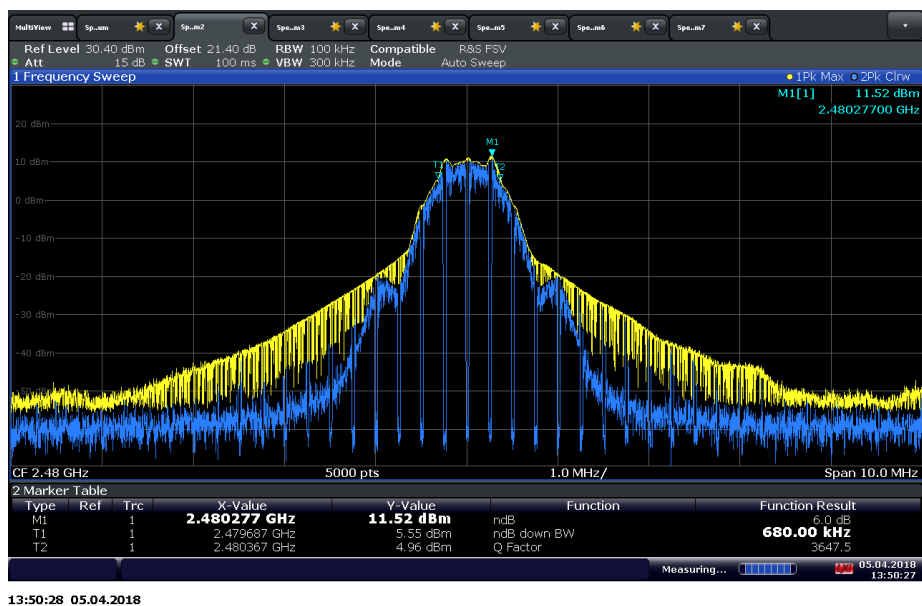 MultiView Sp..um X Sp..m2 X Spe..m3 X Spe..m4 X Spe..m5 X Spe..m6 X Spe..m7 X
Ref Level 30.40 dBm Offset 21.40 dB RBW 100 kHz Compatible R&S FSV
Att 15 dB SWT 100 ms VBW 300 kHz Mode Auto Sweep
1 Frequency Sweep 1Pk Max 2Pk Clrw
M1[1] 11.52 dBm
2.48027700 GHz
20 dBm
M1
10 dBm
T1
0 dBm
-10 dBm
-20 dBm
-30 dBm
-40 dBm
CF 2.48 GHz 5000 pts 1.0 MHz/ Span 10.0 MHz
2 Marker Table
Type Ref Trc X-Value Y-Value Function Function Result
M1 1 2.480277 GHz 11.52 dBm ndB 6.0 dB
T1 1 2.479687 GHz 5.55 dBm ndB down BW 680.00 kHz
T2 1 2.480367 GHz 4.96 dBm Q Factor 3647.5
Measuring... 05.04.2018
13:50:27
13:50:28 05.04.2018